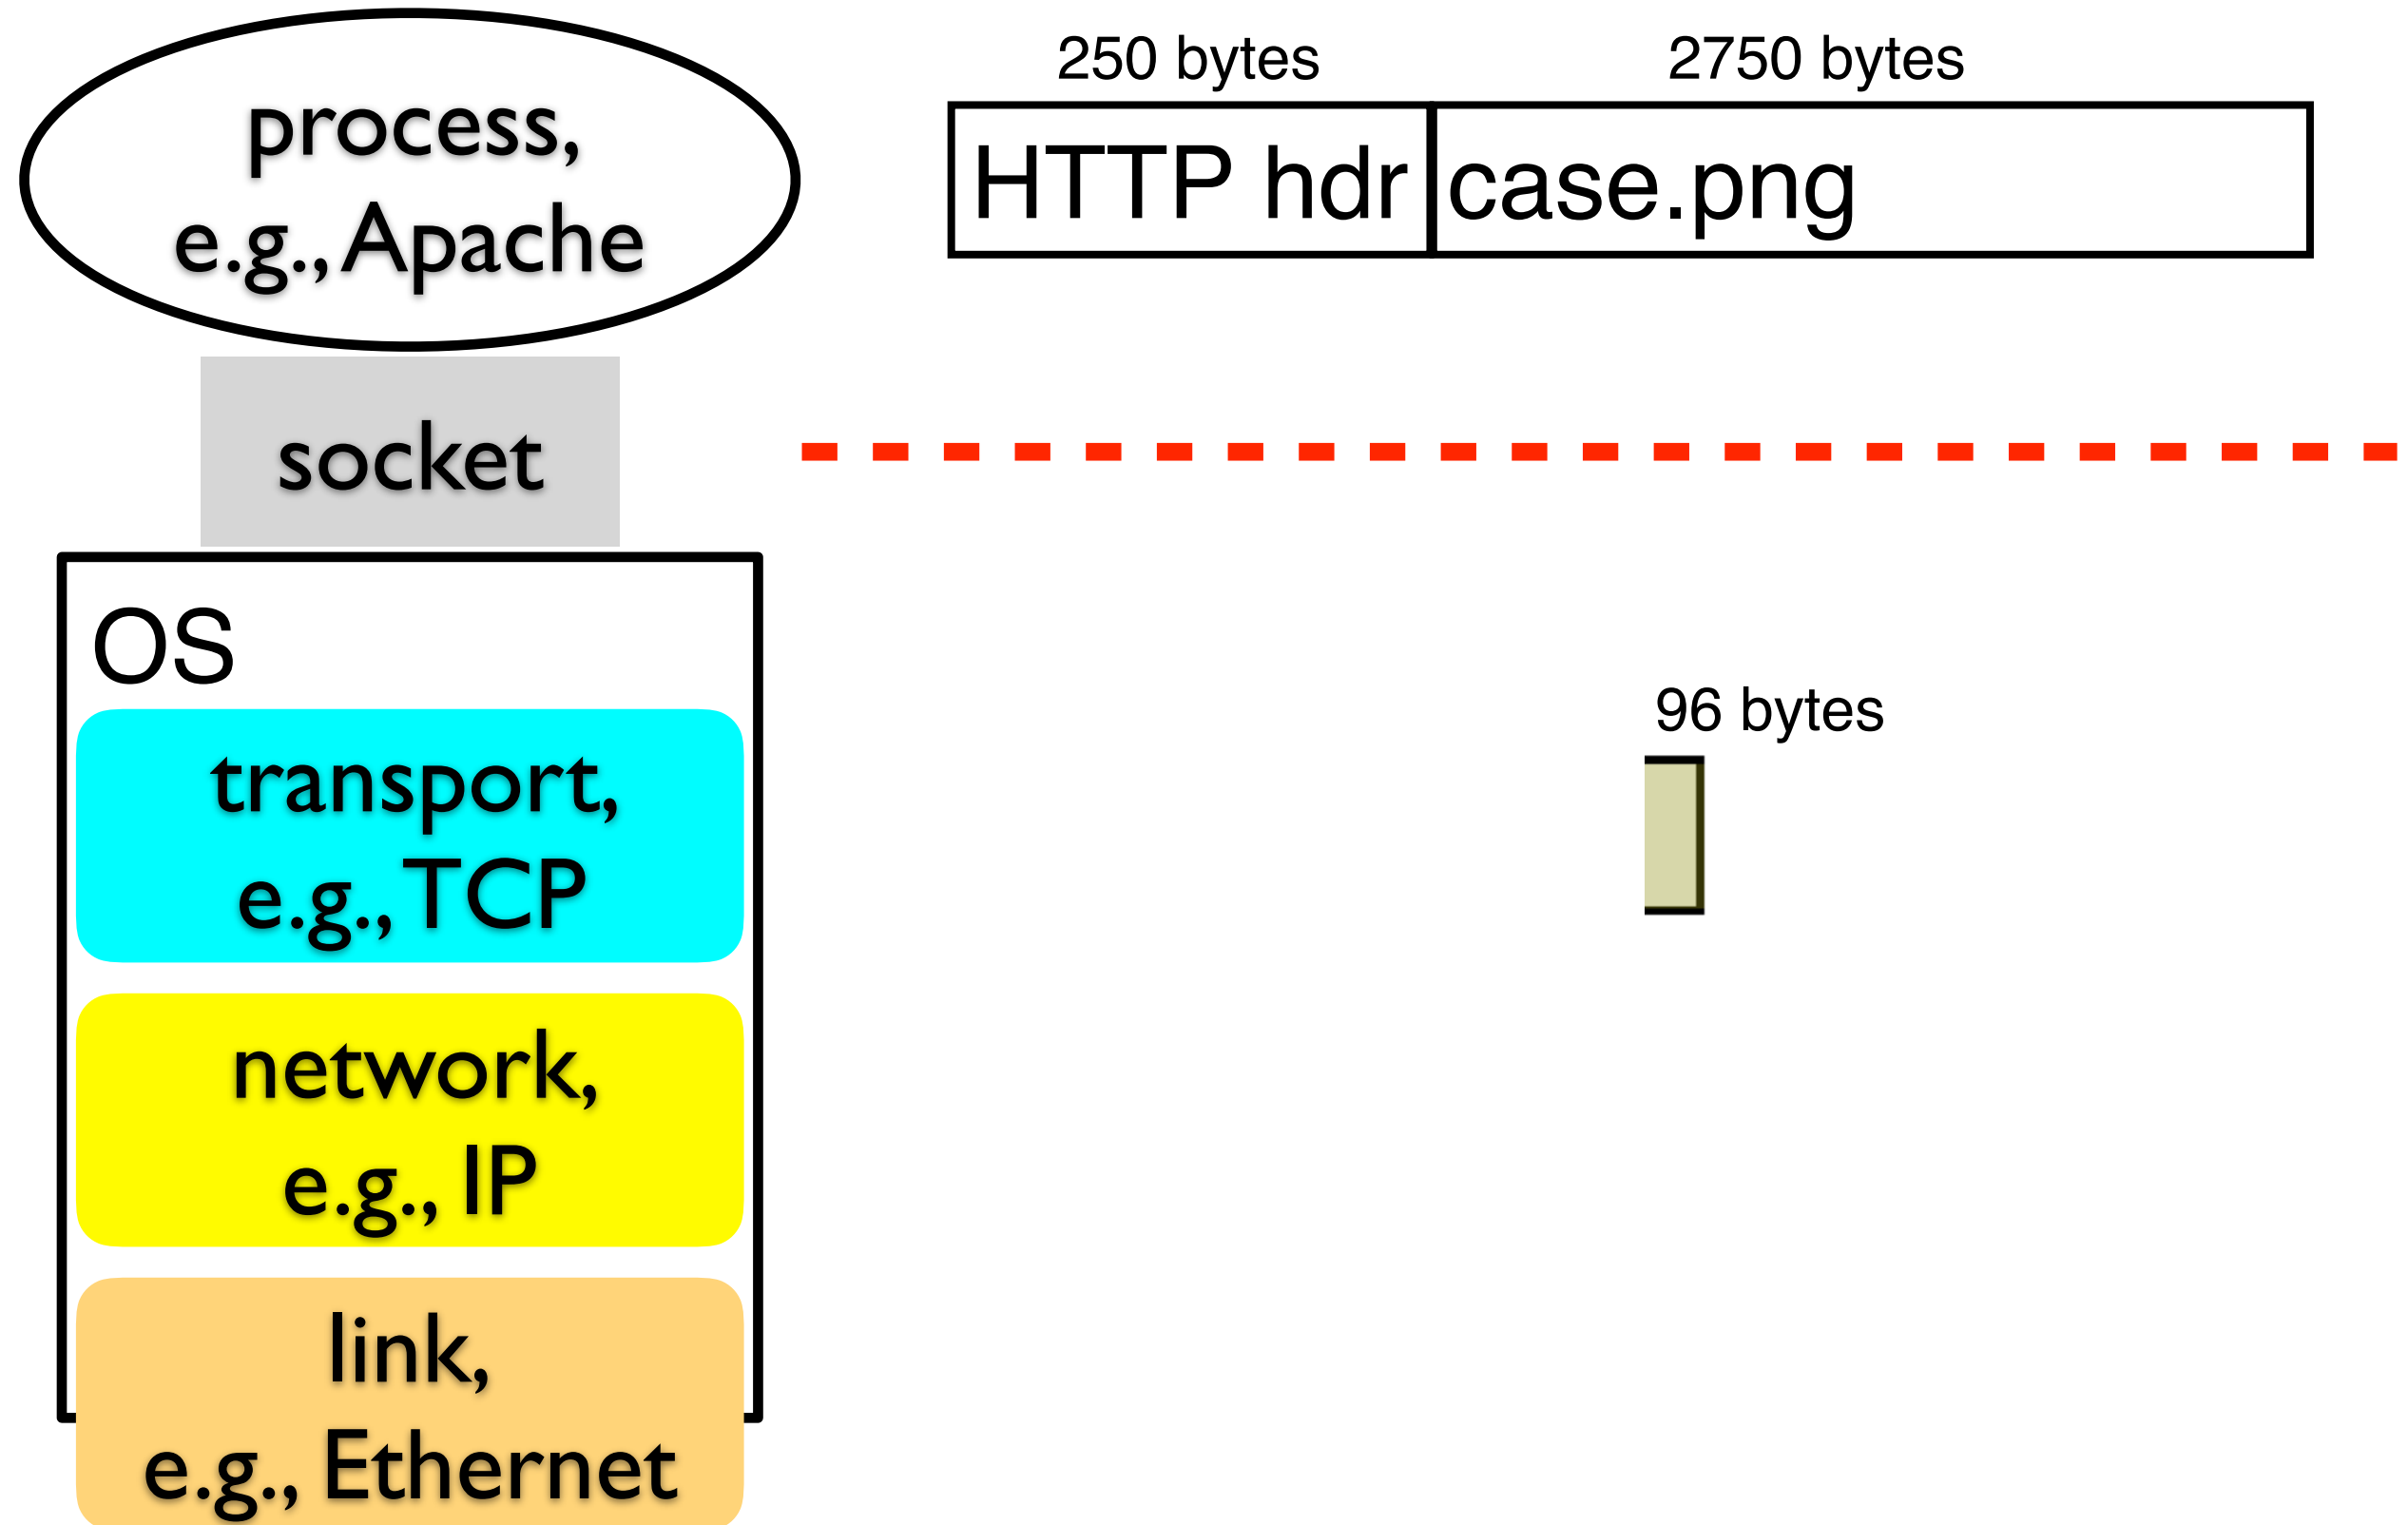 process,
e.g., Apache
250 bytes
2750 bytes
HTTP hdr
case.png
socket
OS
96 bytes
transport,
e.g., TCP
network,
e.g., IP
link,
e.g., Ethernet